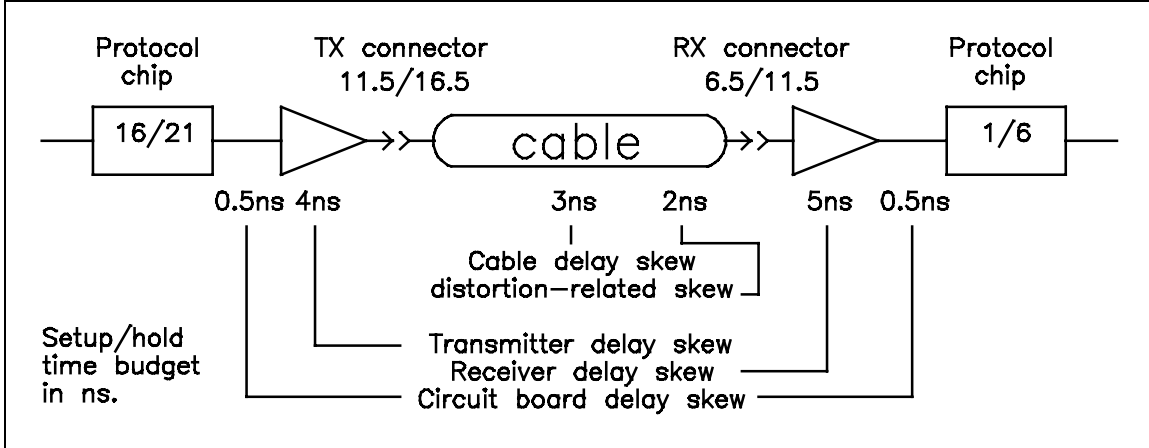 Protocol
chip
TX connector
11.5/16.5
RX connector
6.5/11.5
Protocol
chip
16/21
cable
1/6
0.5ns 4ns 3ns 2ns 5ns 0.5ns
Cable delay skew
distortion-related skew
Setup/hold
time budget
in ns.
Transmitter delay skew
Receiver delay skew
Circuit board delay skew